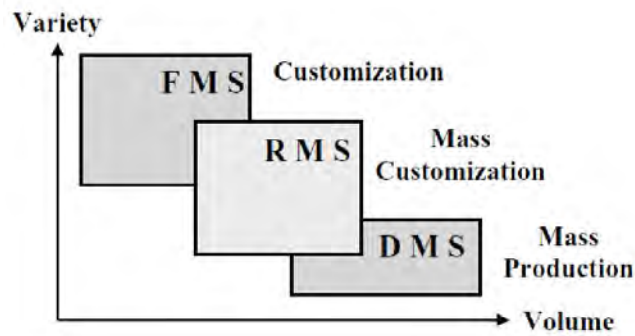 Variety
F M S
Customization
R M S
Mass
Customization
D M S
Mass
Production
Volume